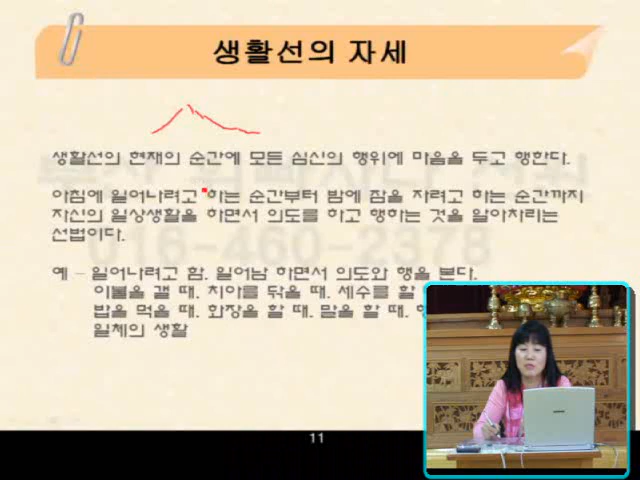 생활선의 자세
생활선의 현재의 순간에 모든 심신의 행위에 마음을 두고 행한다.
아침에 일어나려고 하는 순간부터 밤에 잠을 자려고 하는 순간까지
자신의 일상생활을 하면서 의도를 하고 행하는 것을 알아차리는
선법이다.
016-460-2378
예 – 일어나려고 함. 일어남 하면서 의도와 행을 본다.
이불을 갤 때. 치아를 닦을 때. 세수를 할
밥을 먹을 때. 화장을 할 때. 말을 할 때.
일체의 생활
11